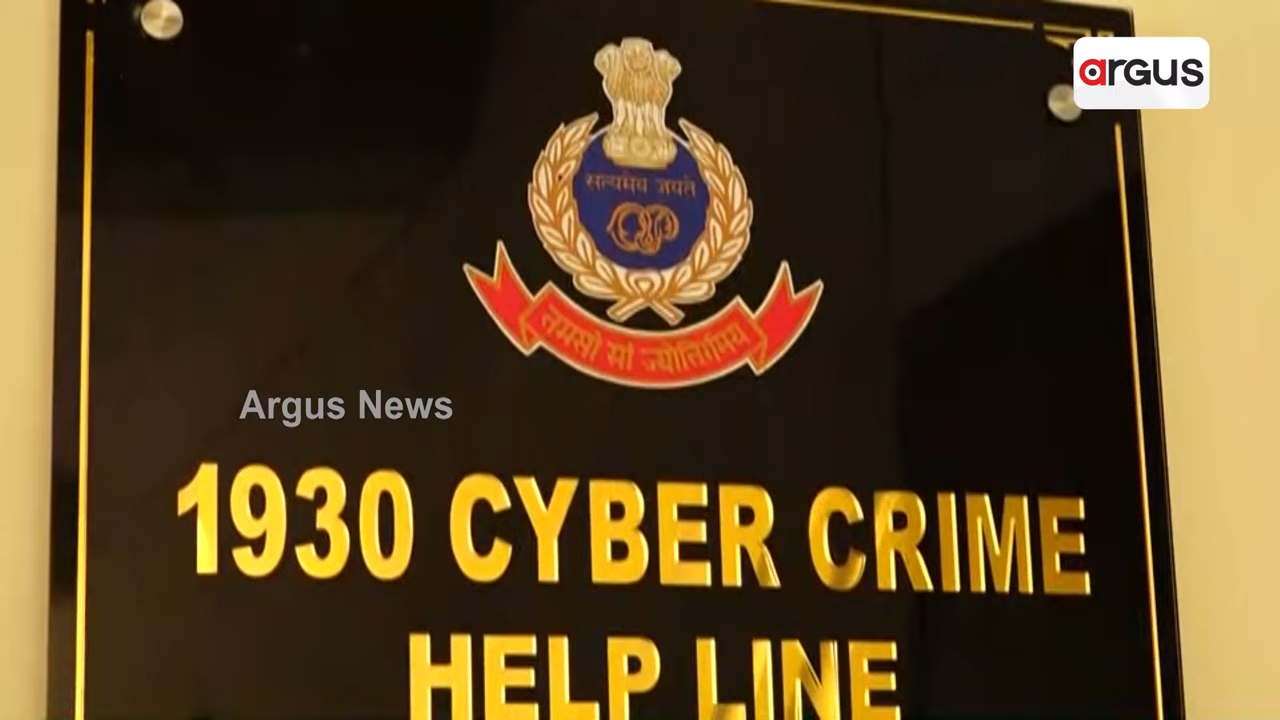 argus
सत्यमेव जयते
तमसो मा ज्योतिर्गमय
Argus News
1930 CYBER CRIME
HELP LINE